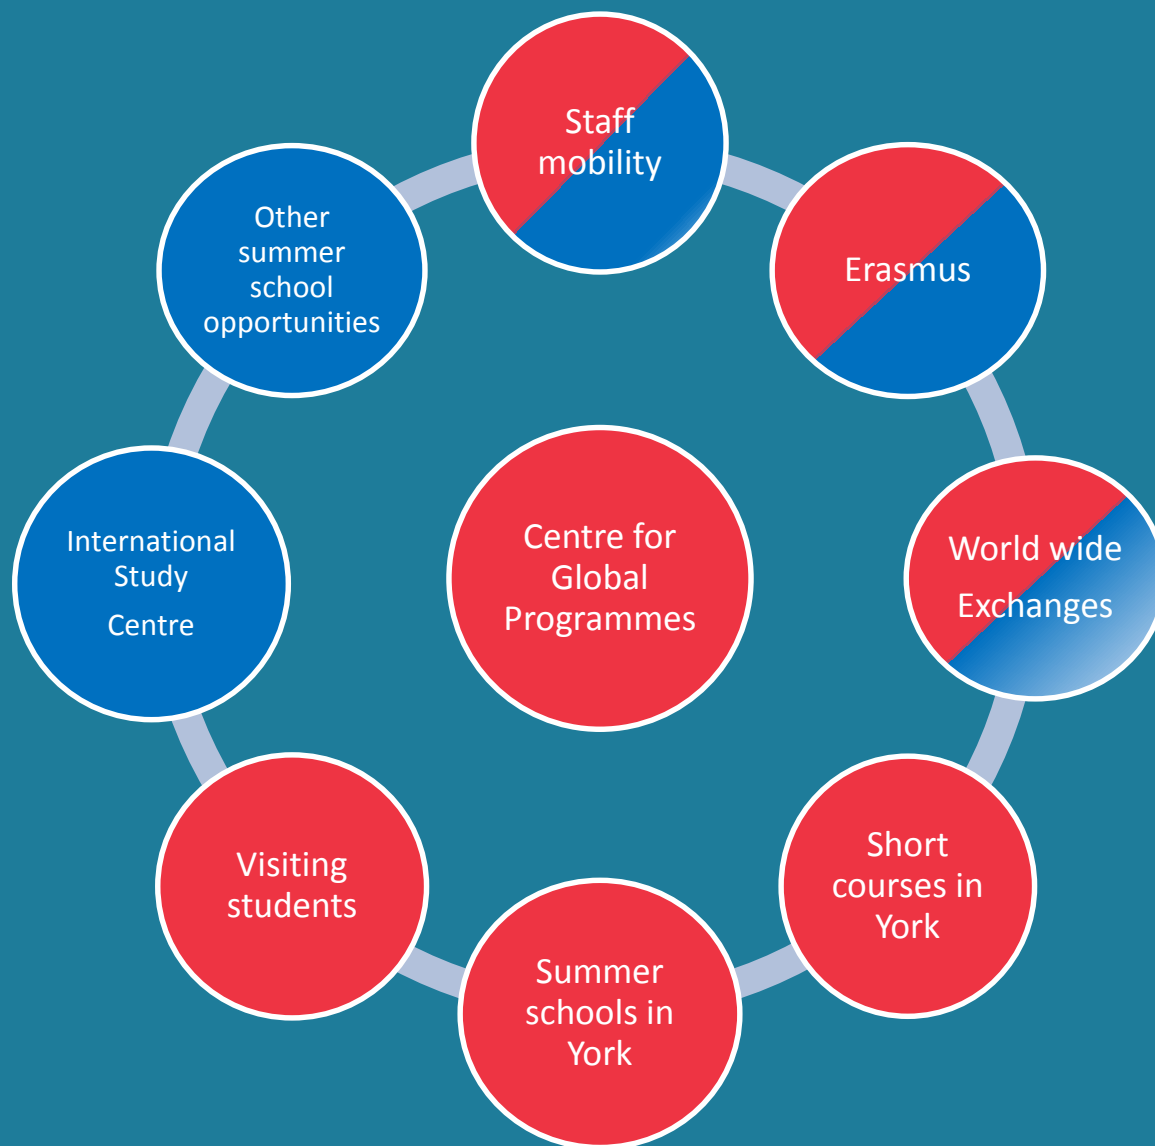 Staff
mobility
Erasmus
World wide
Exchanges
Short
courses in
York
Summer
schools in
York
Visiting
students
International
Study
Centre
Other
summer
school
opportunities
Centre for
Global
Programmes